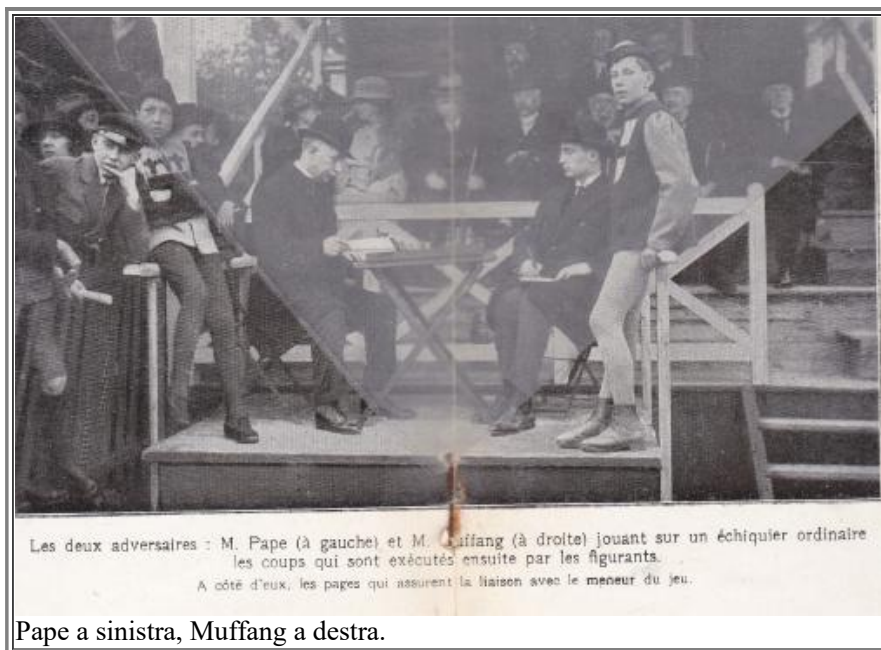 Les deux adversaires : M. Pape (à gauche) et M. Muffang (à droite) jouant sur un échiquier ordinaire
les coups qui sont exécutés ensuite par les figurants.
A côté d'eux, les pages qui assurent la liaison avec le meneur du jeu.
Pape a sinistra, Muffang a destra.